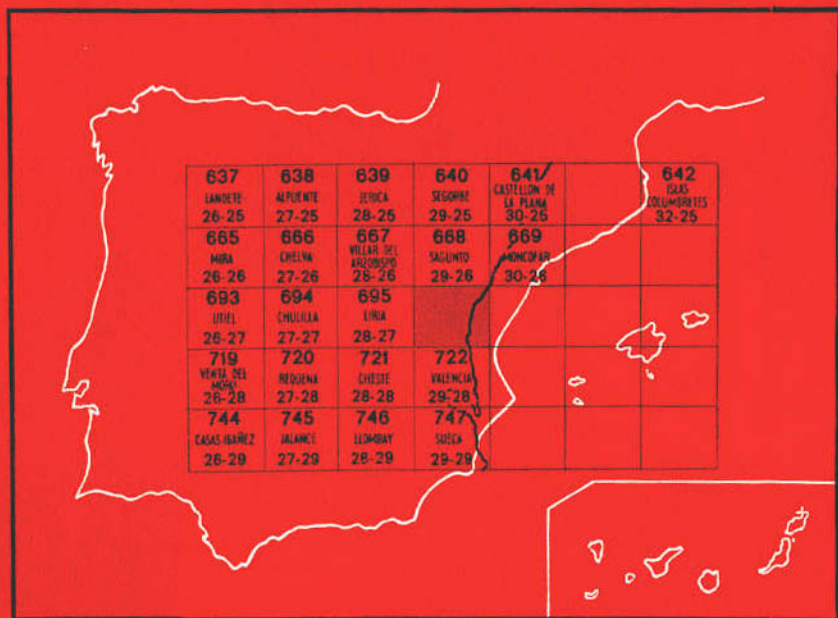 637
LANDETE
26-25
638
ALPUENTE
27-25
639
JERICA
28-25
640
SEGORBE
29-25
641
CASTELLON DE
LA PLANA
30-25
642
ISLAS
COLUMBRETES
32-25
665
MIRA
26-26
666
CHELVA
27-26
667
VILLAR DEL
ARZOBISPO
28-26
668
SAGUNTO
29-26
669
MONCOFAR
30-26
693
UTIEL
26-27
694
CHULILLA
27-27
695
LIRIA
28-27
719
VENTA DEL
MORO
26-28
720
REQUENA
27-28
721
CHESTE
28-28
722
VALENCIA
29-28
744
CASAS IBAÑEZ
26-29
745
JALANCE
27-29
746
LLOMBAY
28-29
747
SUECA
29-29